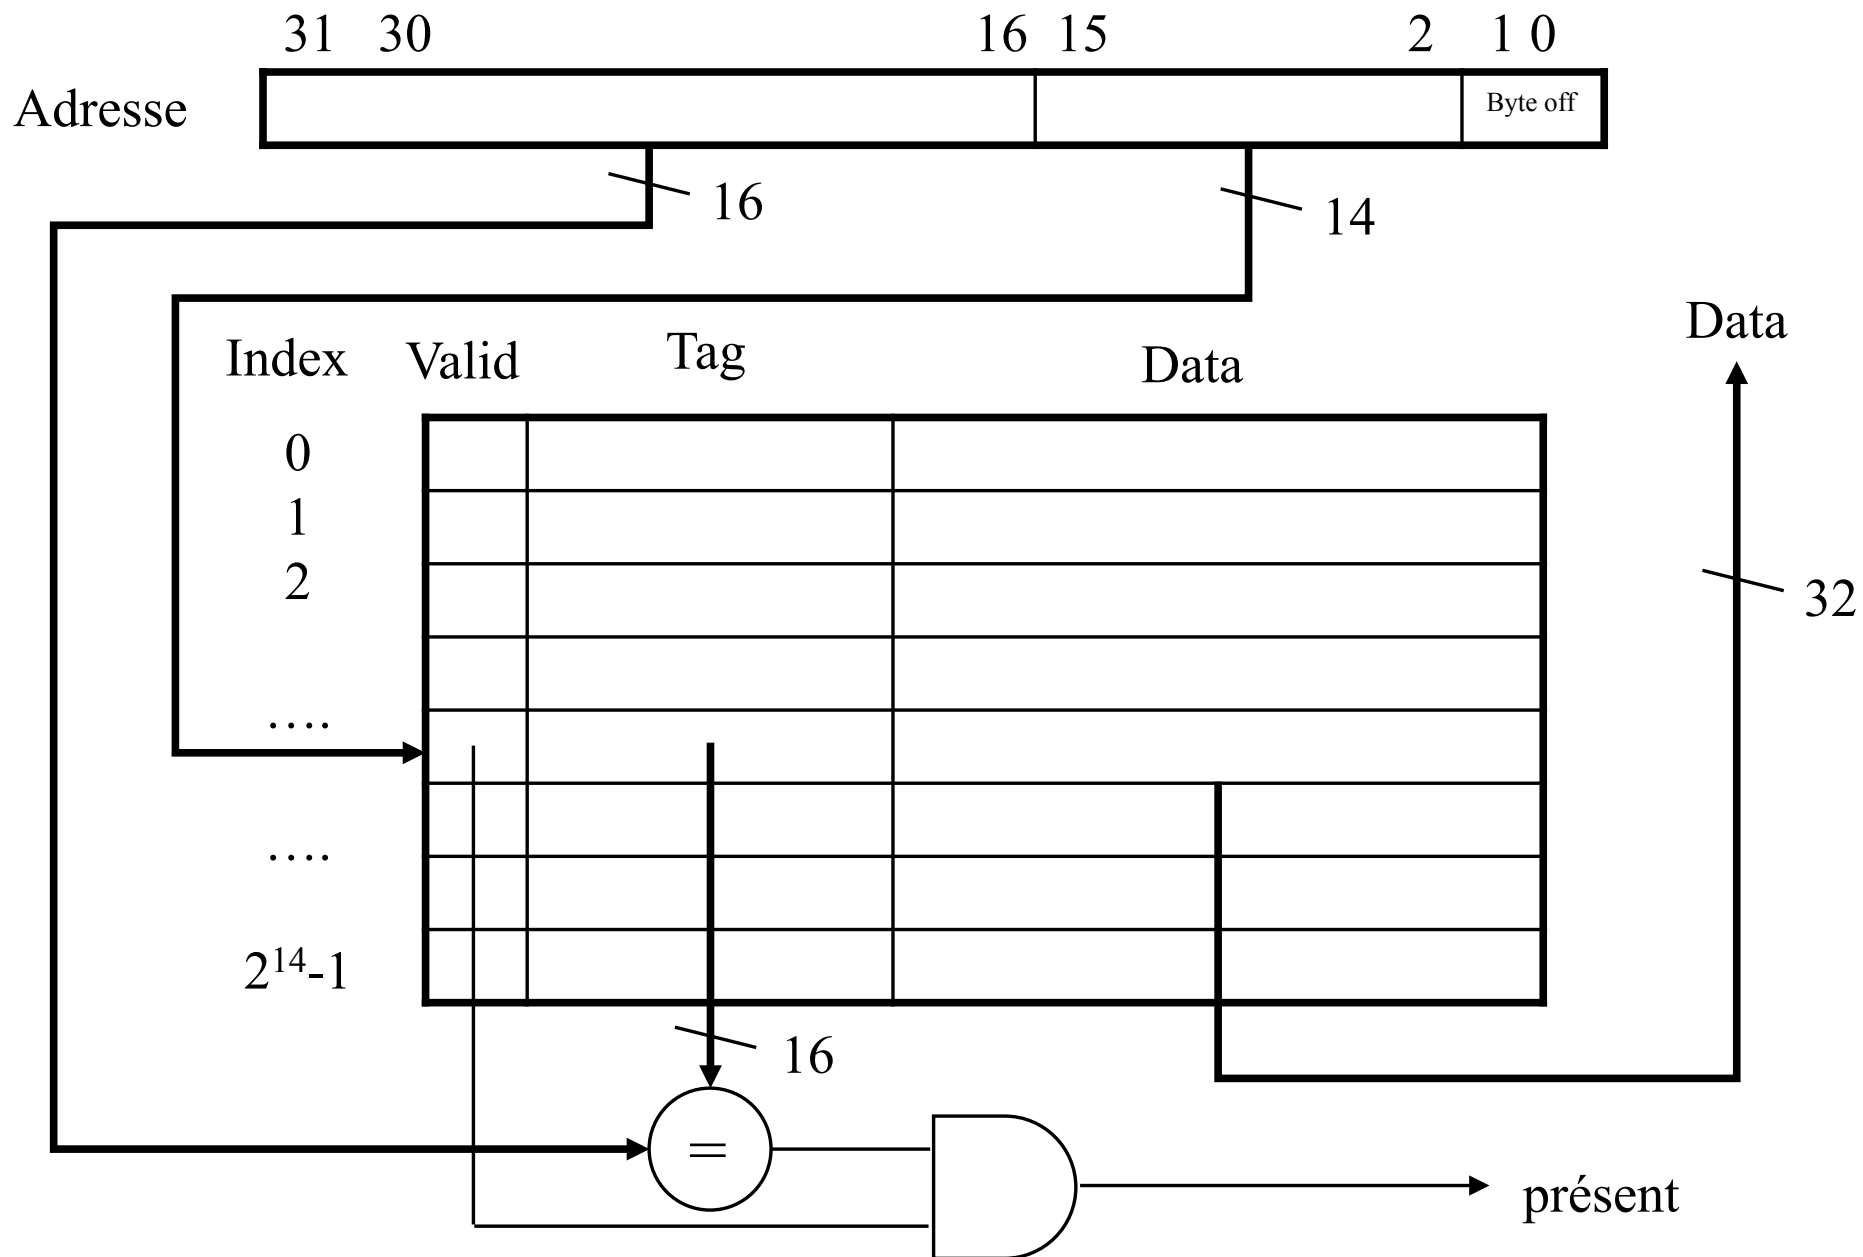 31 30 16 15 2 1 0
Adresse
Byte off
16
14
Data
Index Valid Tag Data
0
1
2
32
....
....
2¹⁴-1
16
=
présent